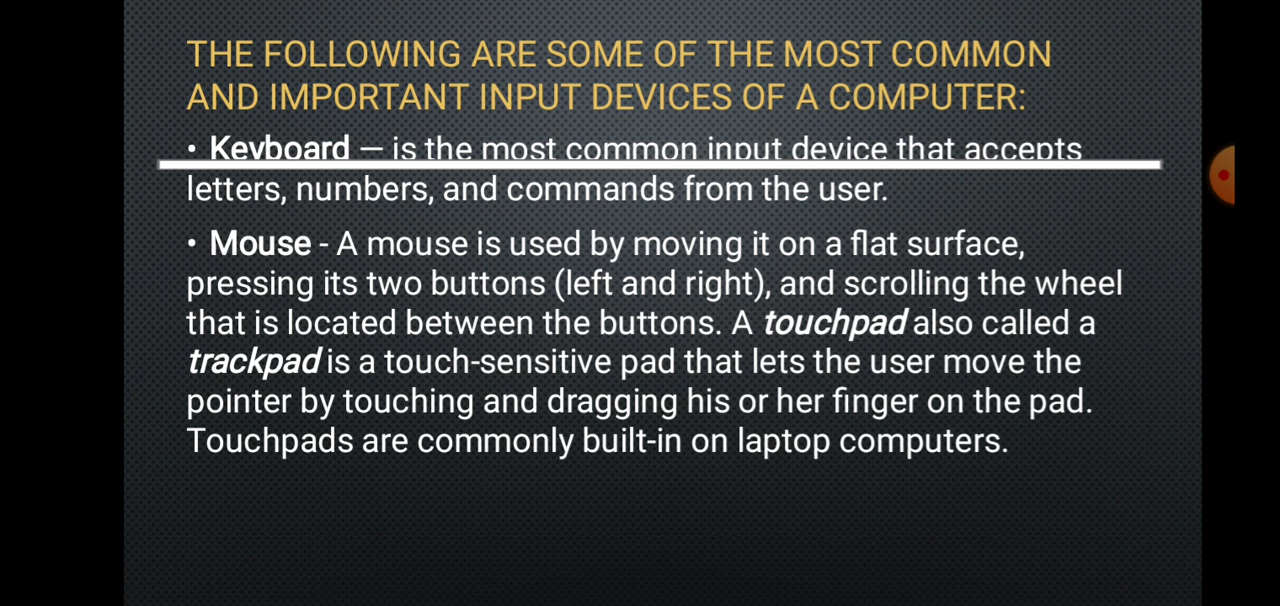 THE FOLLOWING ARE SOME OF THE MOST COMMON
AND IMPORTANT INPUT DEVICES OF A COMPUTER:
• Keyboard — is the most common input device that accepts
letters, numbers, and commands from the user.
• Mouse - A mouse is used by moving it on a flat surface,
pressing its two buttons (left and right), and scrolling the wheel
that is located between the buttons. A touchpad also called a
trackpad is a touch-sensitive pad that lets the user move the
pointer by touching and dragging his or her finger on the pad.
Touchpads are commonly built-in on laptop computers.